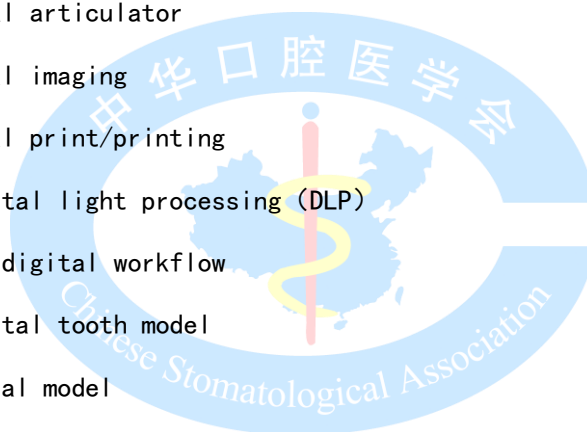 l articulator
l imaging
l print/printing
tal light processing（DLP）
digital workflow
tal tooth model
al model
中华口腔医学会
Chinese Stomatological Association